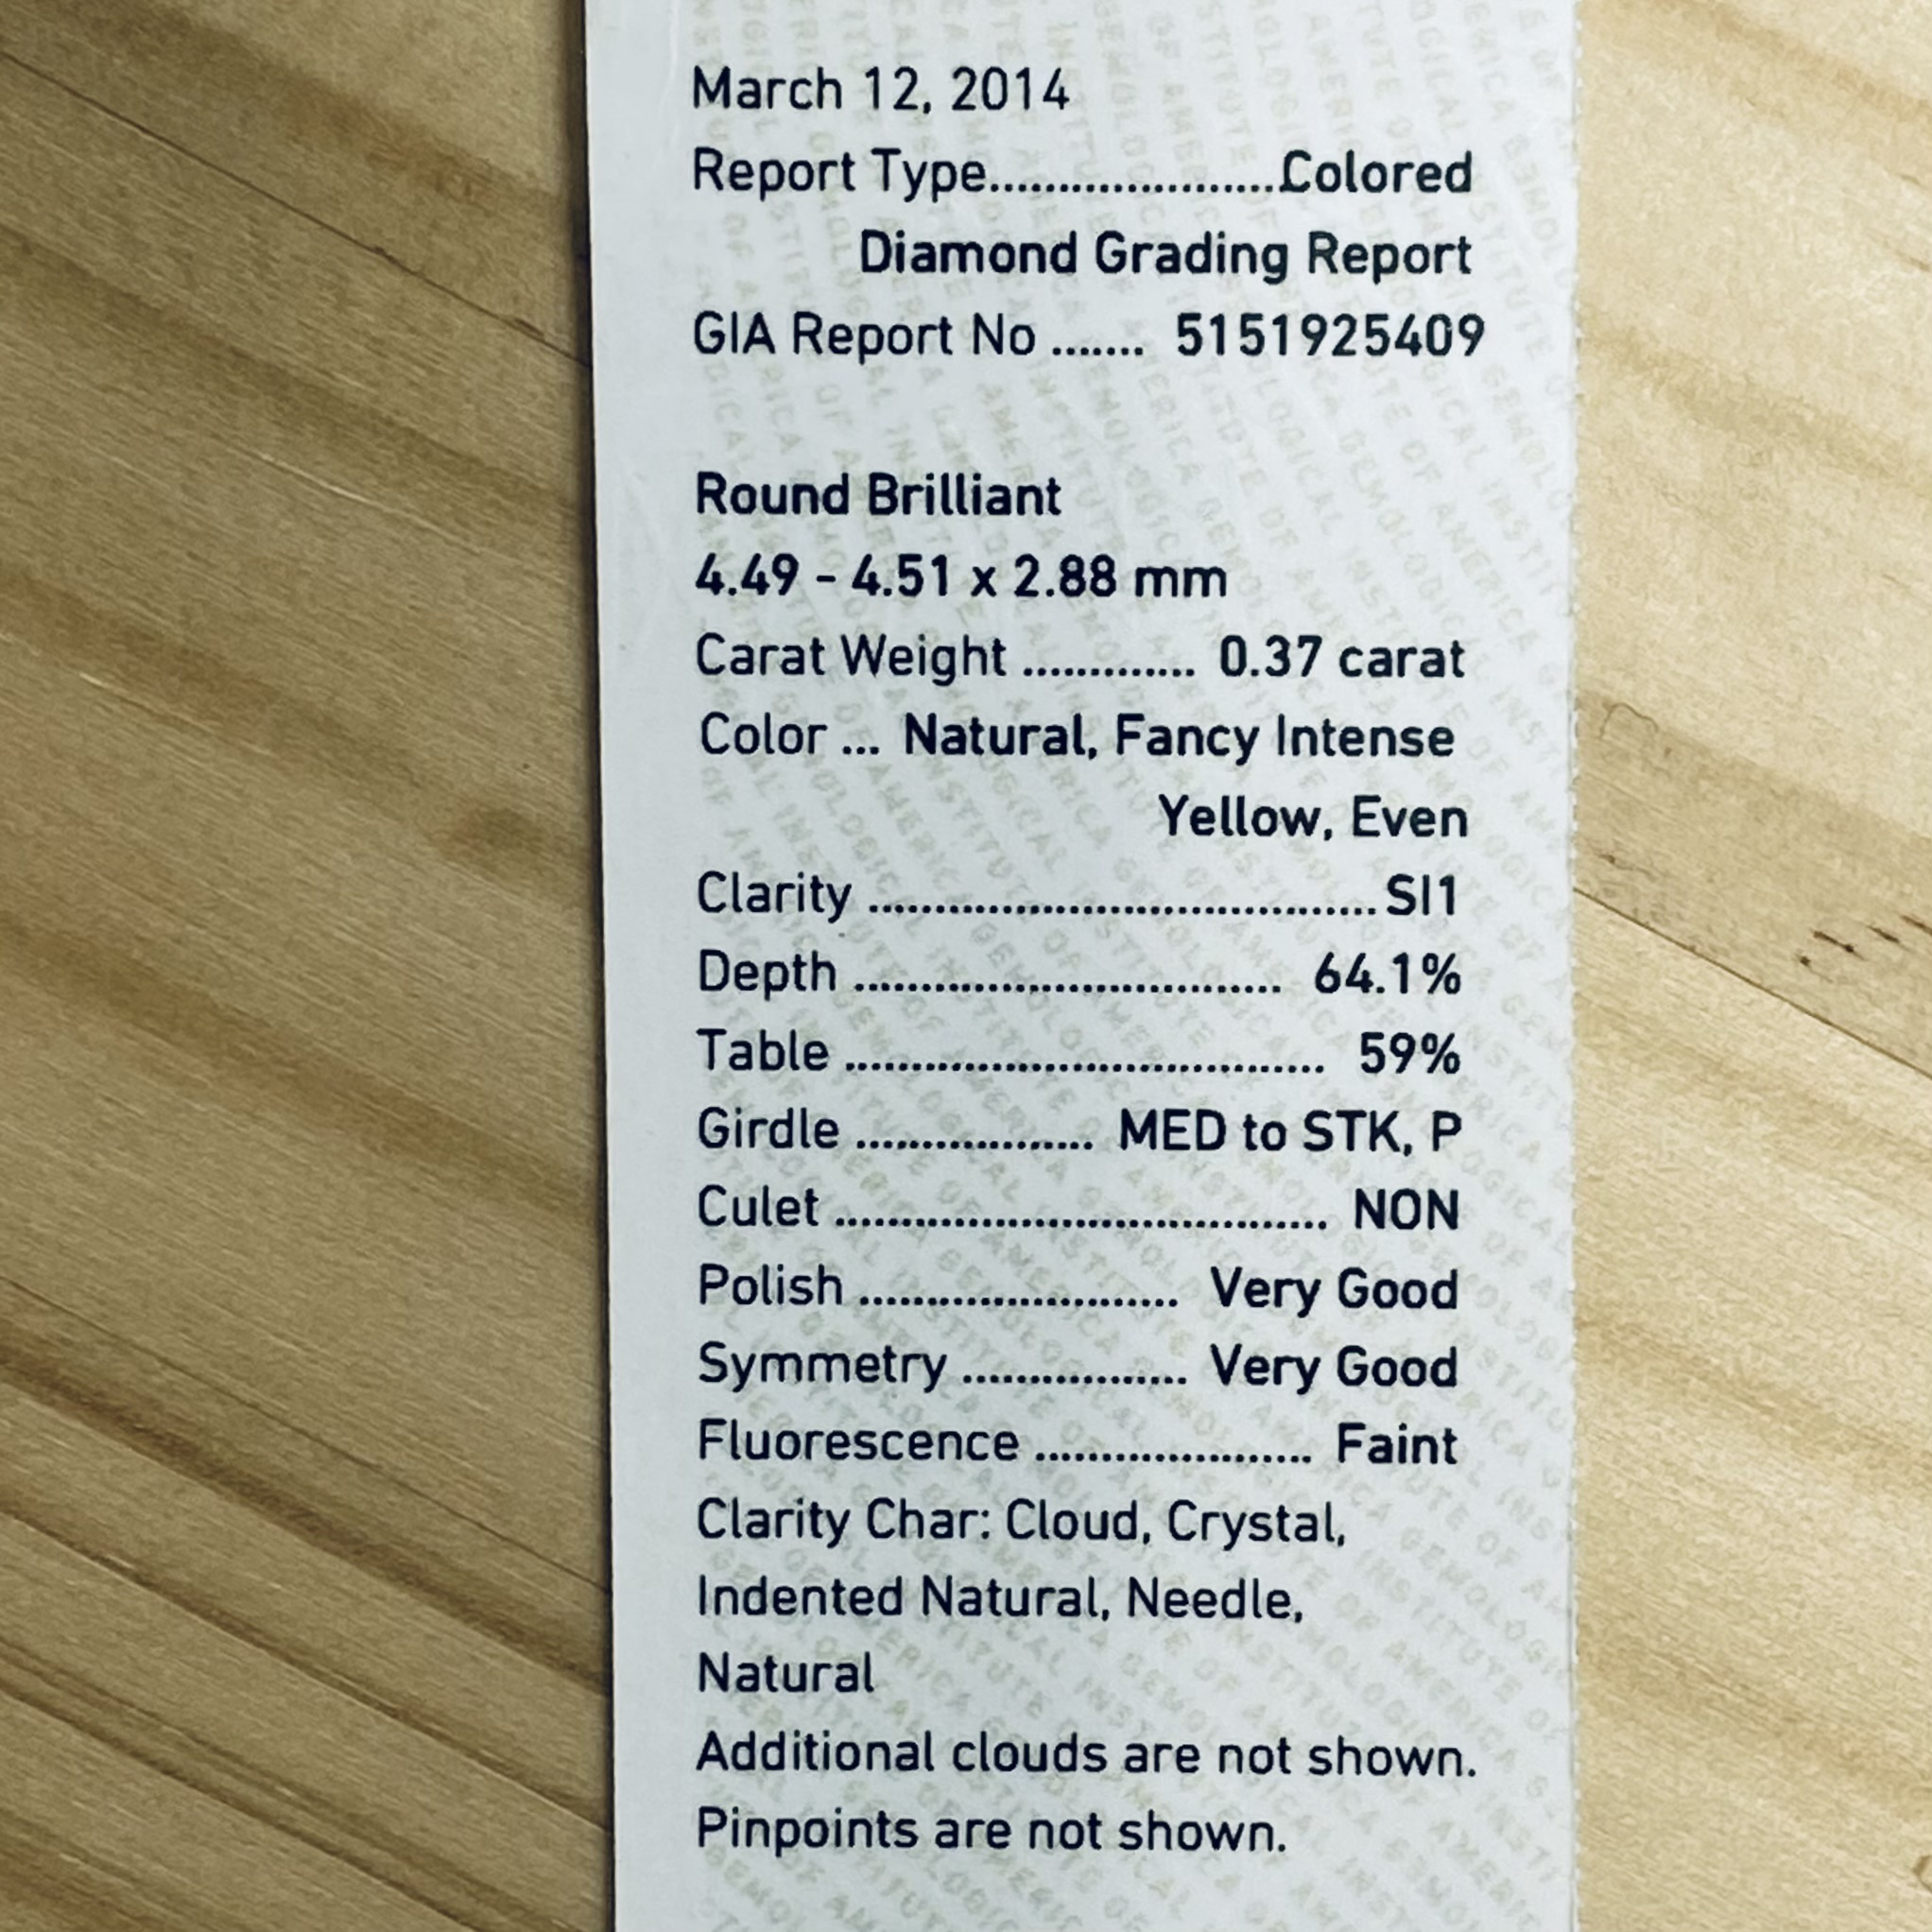 March 12, 2014
Report Type......................Colored
Diamond Grading Report
GIA Report No ....... 5151925409
Round Brilliant
4.49 - 4.51 x 2.88 mm
Carat Weight ............. 0.37 carat
Color ... Natural, Fancy Intense
Yellow, Even
Clarity ......................................SI1
Depth ................................ 64.1%
Table .................................... 59%
Girdle .................. MED to STK, P
Culet ..................................... NON
Polish ........................ Very Good
Symmetry ................. Very Good
Fluorescence ..................... Faint
Clarity Char: Cloud, Crystal,
Indented Natural, Needle,
Natural
Additional clouds are not shown.
Pinpoints are not shown.